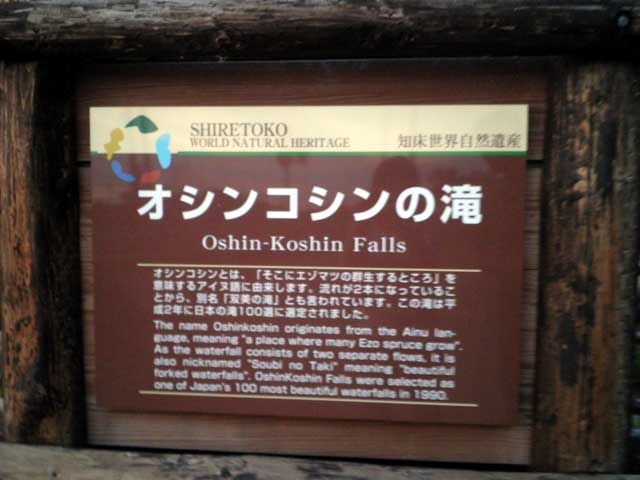 SHIRETOKO
WORLD NATURAL HERITAGE
知床世界自然遺産
オシンコシンの滝
Oshin-Koshin Falls
オシンコシンとは、「そこにエゾマツの群生するところ」を
意味するアイヌ語に由来します。流れが2本になっているこ
とから、別名「双美の滝」とも言われています。この滝は平
成2年に日本の滝100選に選定されました。
The name Oshinkoshin originates from the Ainu lan-
guage, meaning "a place where many Ezo spruce grow".
As the waterfall consists of two separate flows, it is
also nicknamed "Soubi no Taki" meaning "beautiful
forked waterfalls". OshinKoshin Falls were selected as
one of Japan's 100 most beautiful waterfalls in 1990.